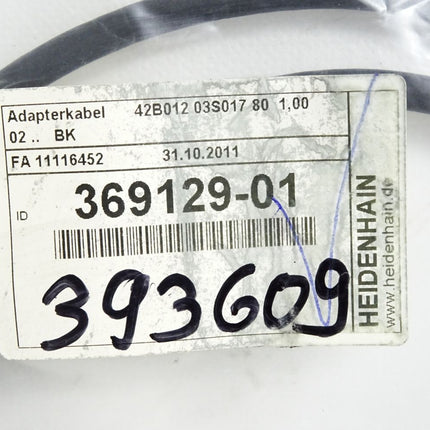 Adapterkabel 42B012 03S017 80 1,00
02 .. BK
FA 11116452 31.10.2011
ID 369129-01
393609
HEIDENHAIN
www.heidenhain.de